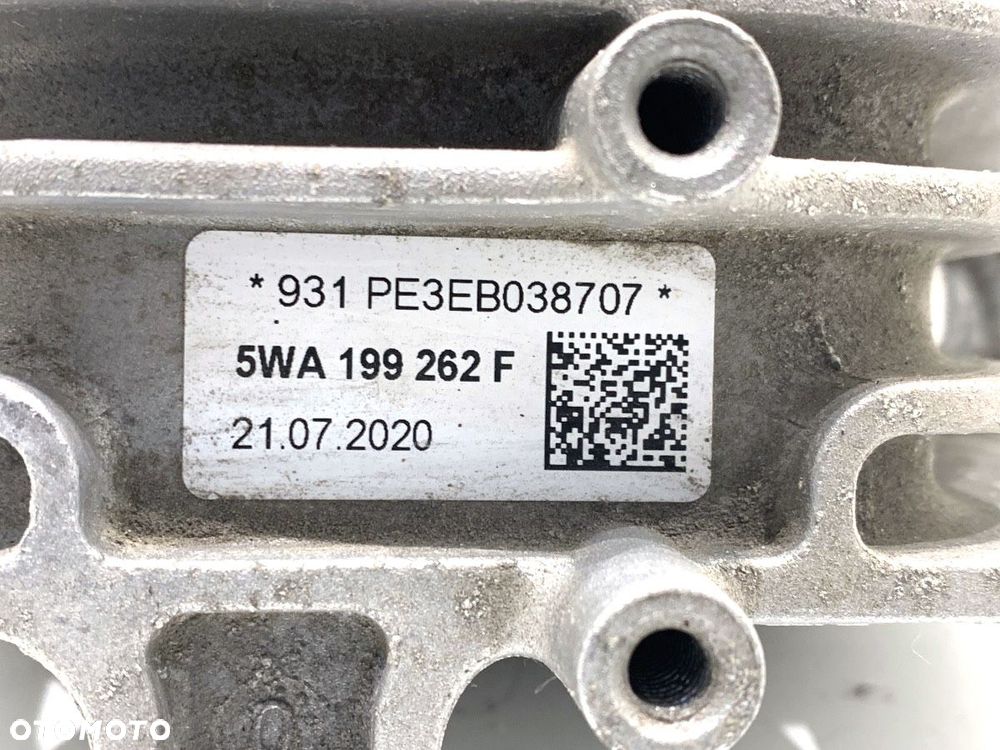 * 931 PE3EB038707 *
5WA 199 262 F
21.07.2020
OTOMOTO